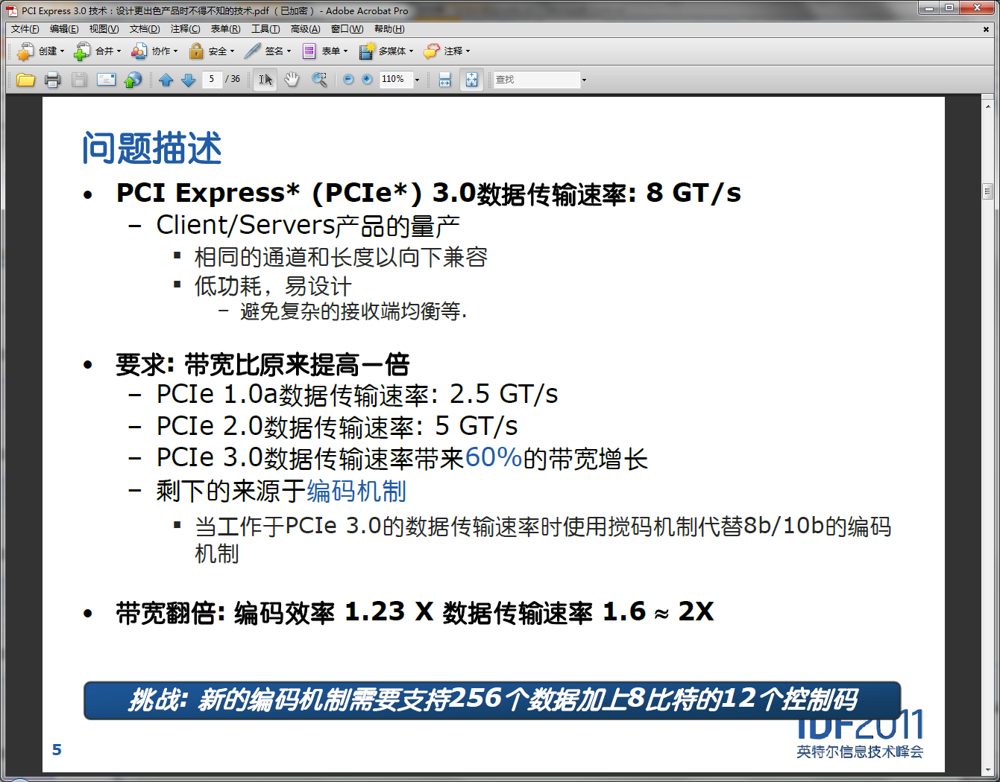 PCI Express 3.0 技术：设计更出色产品时不得不知的技术.pdf （已加密） - Adobe Acrobat Pro
文件(F) 编辑(E) 视图(V) 文档(D) 注释(C) 表单(R) 工具(T) 高级(A) 窗口(W) 帮助(H)
创建 合并 协作 安全 签名 表单 多媒体 注释
5 / 36 110% 查找
问题描述
• PCI Express* (PCIe*) 3.0数据传输速率: 8 GT/s
– Client/Servers产品的量产
▪ 相同的通道和长度以向下兼容
▪ 低功耗，易设计
– 避免复杂的接收端均衡等.
• 要求: 带宽比原来提高一倍
– PCIe 1.0a数据传输速率: 2.5 GT/s
– PCIe 2.0数据传输速率: 5 GT/s
– PCIe 3.0数据传输速率带来60%的带宽增长
– 剩下的来源于编码机制
▪ 当工作于PCIe 3.0的数据传输速率时使用搅码机制代替8b/10b的编码
机制
• 带宽翻倍: 编码效率 1.23 X 数据传输速率 1.6 ≈ 2X
挑战: 新的编码机制需要支持256个数据加上8比特的12个控制码
IDF2011
英特尔信息技术峰会
5